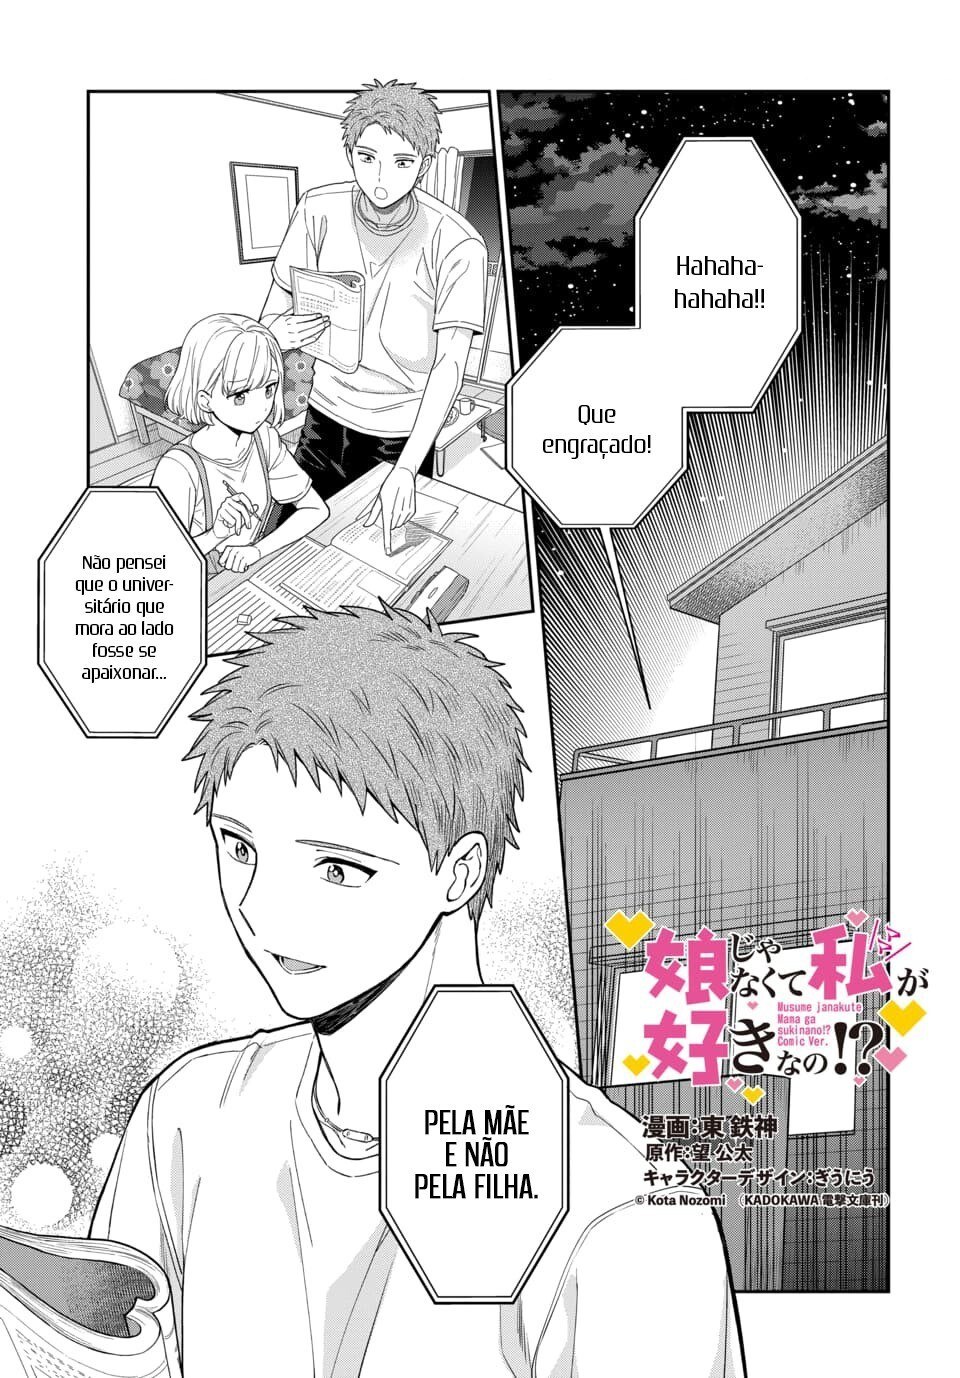 Hahaha-
hahaha!!
Que
engraçado!
Não pensei
que o univer-
sitário que
mora ao lado
fosse se
apaixonar...
PELA MÃE
E NÃO
PELA FILHA.
娘じゃなくて私が
好きなの!?
Musume janakute
Mama ga
sukinano!?
Comic Ver.
漫画:東 鉄神
原作:望 公太
キャラクターデザイン:ぎうにう
© Kota Nozomi (KADOKAWA 電撃文庫刊)